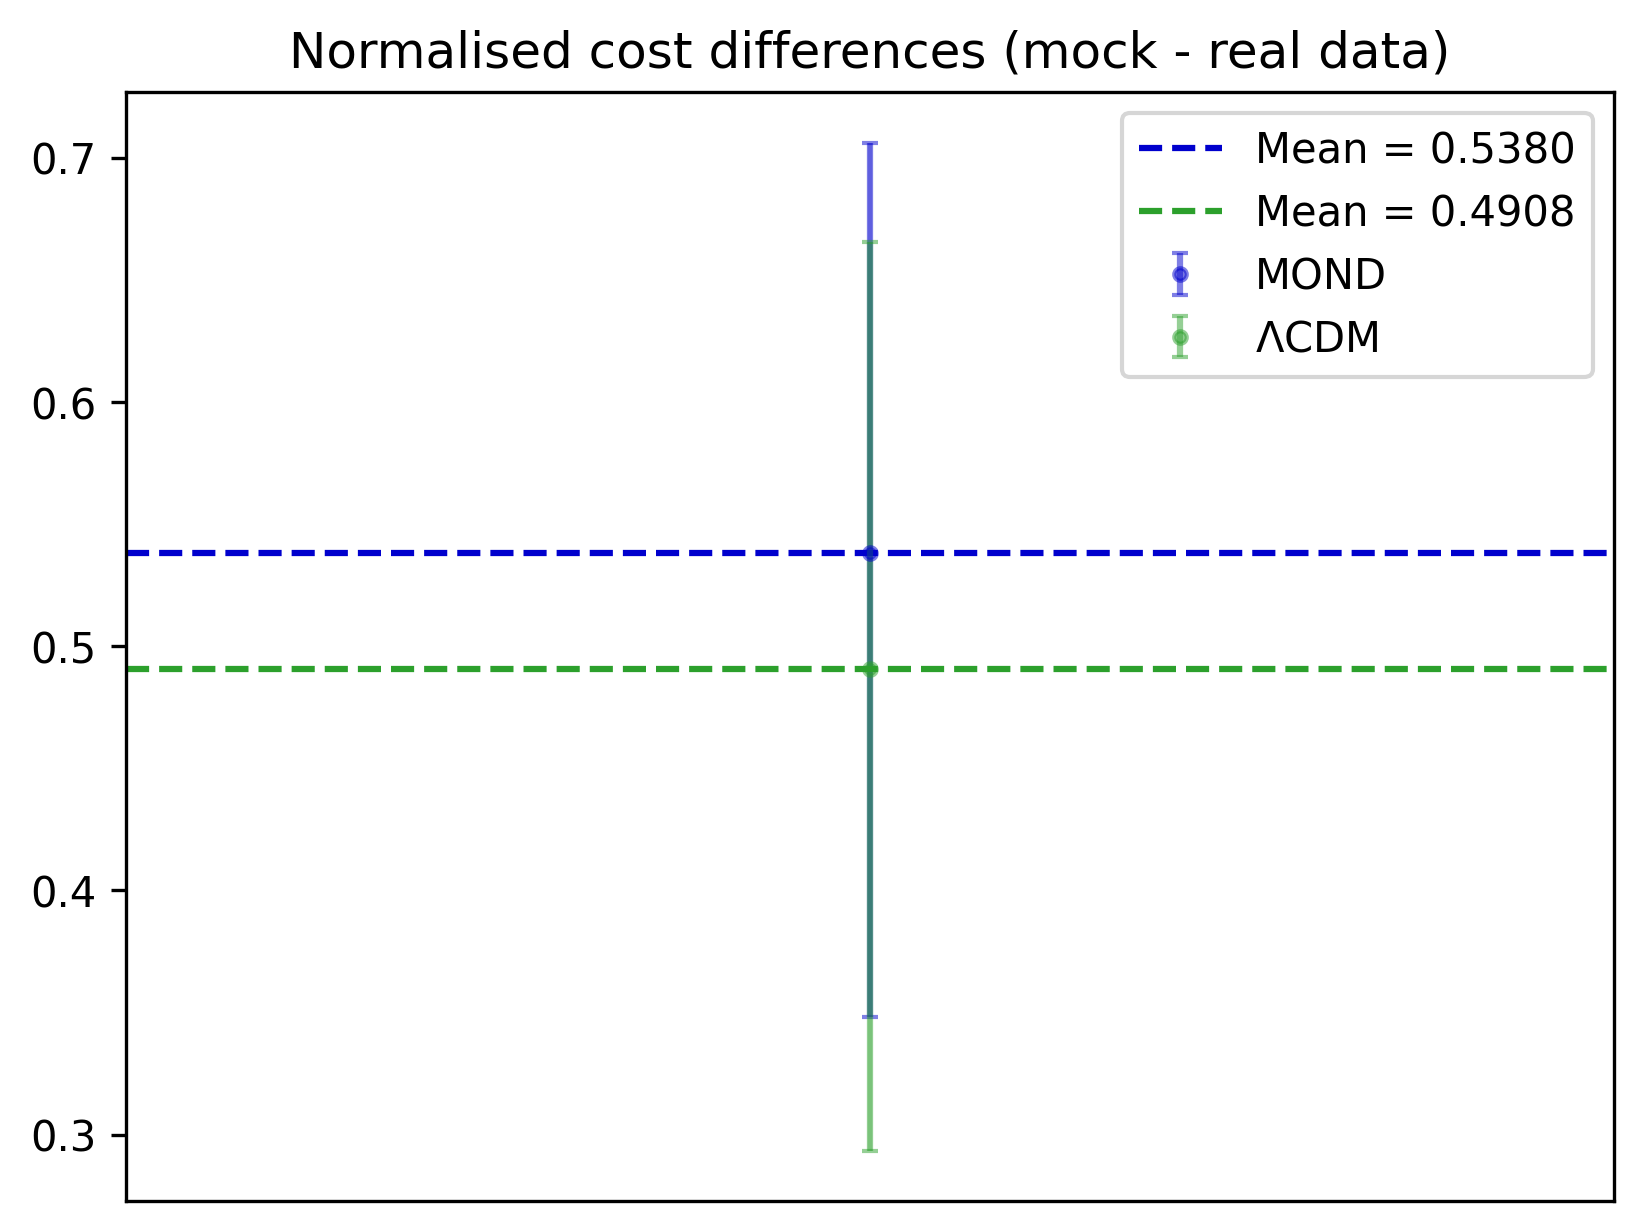 Normalised cost differences (mock - real data)
0.7
0.6
0.5
0.4
0.3
Mean = 0.5380
Mean = 0.4908
MOND
ΛCDM